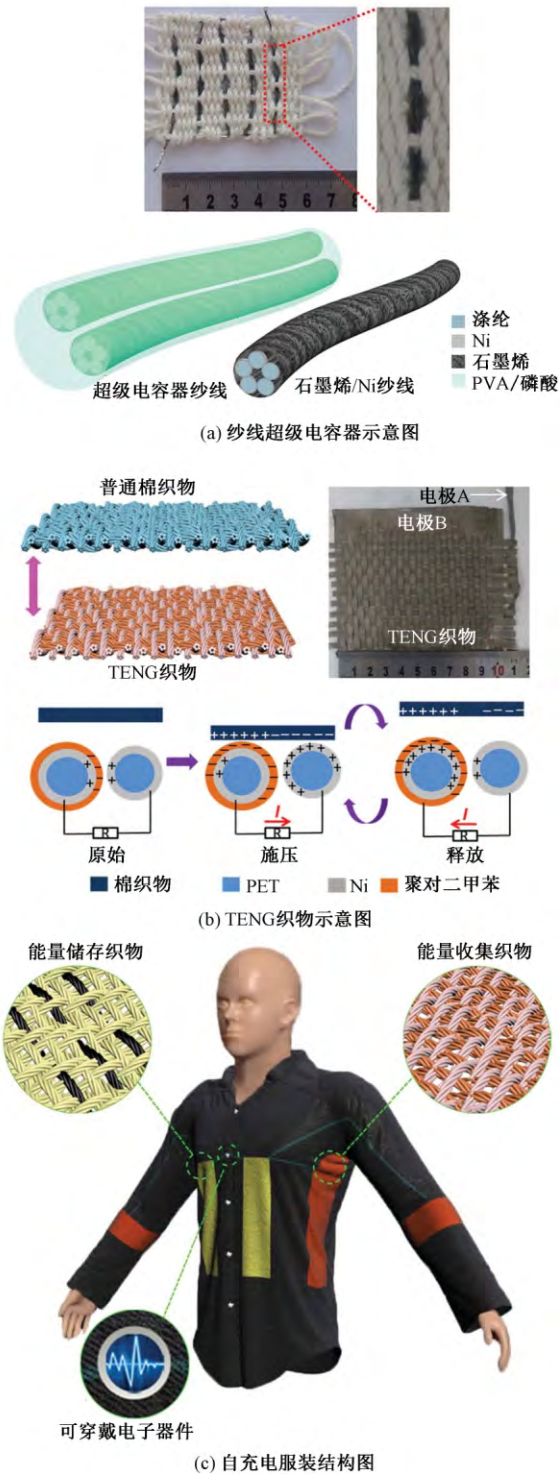 1 2 3 4 5 6 7 8
涤纶
Ni
石墨烯
PVA/磷酸
超级电容器纱线
石墨烯/Ni纱线
(a) 纱线超级电容器示意图
普通棉织物
电极A
电极B
TENG织物
TENG织物
1 2 3 4 5 6 7 8 9 10 1 2
+ + + + + + − − − − − −
+ + + + + + − − − −
R
I
R
I
R
原始
施压
释放
棉织物
PET
Ni
聚对二甲苯
(b) TENG织物示意图
能量储存织物
能量收集织物
可穿戴电子器件
(c) 自充电服装结构图